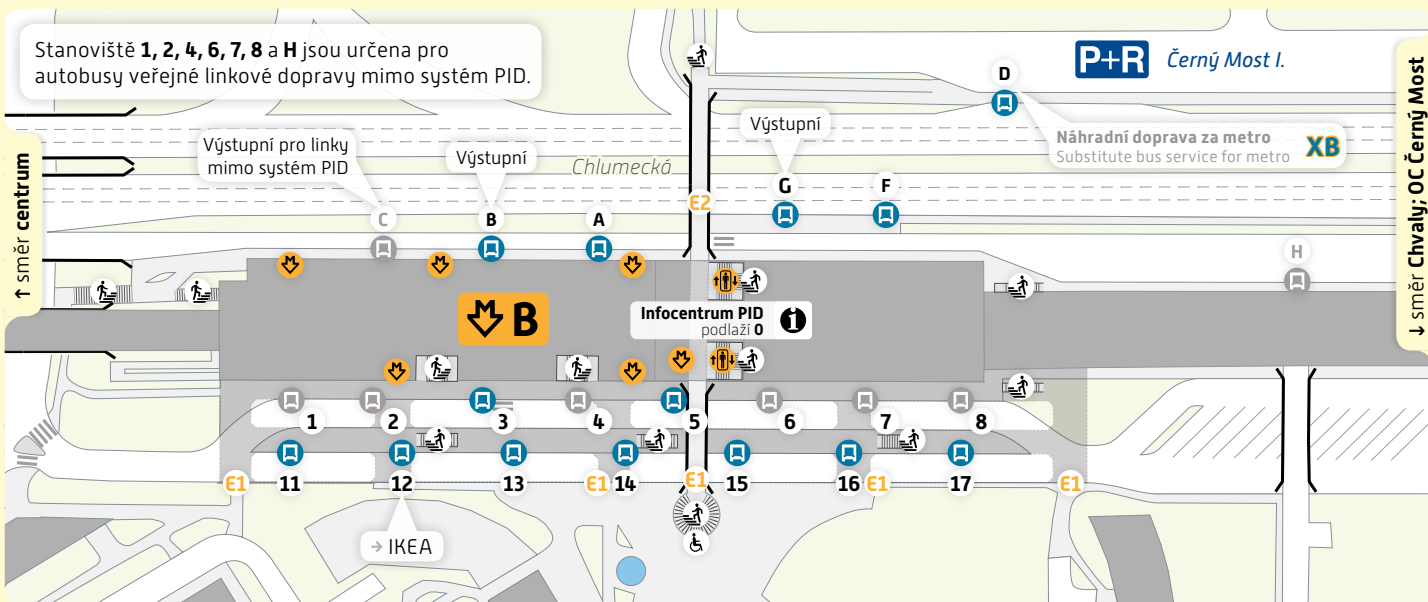 Stanoviště 1, 2, 4, 6, 7, 8 a H jsou určena pro
autobusy veřejné linkové dopravy mimo systém PID.
P+R Černý Most I.
D
Náhradní doprava za metro
Substitute bus service for metro
XB
↑ směr centrum
↓ směr Chvaly; OC Černý Most
Výstupní pro linky
mimo systém PID
Výstupní
Chlumecká
Výstupní
E2
C
B
A
G
F
H
B
Infocentrum PID
podlaží 0
1
2
3
4
5
6
7
8
E1
11
12
13
E1
14
E1
15
16
E1
17
E1
→ IKEA